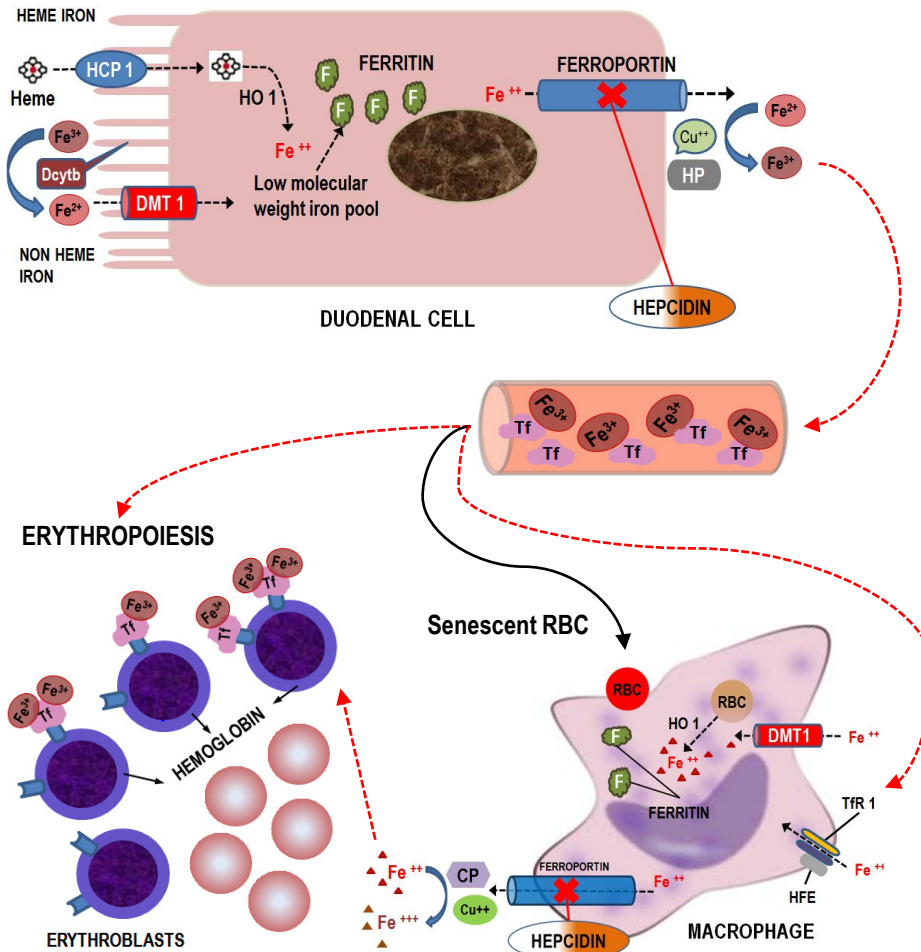 HEME IRON
HCP 1
Heme
HO 1
Fe ++
F
F
F
F
FERRITIN
Low molecular
weight iron pool
Fe3+
Dcytb
Fe2+
DMT 1
NON HEME
IRON
FERROPORTIN
Fe ++
Cu++
HP
Fe2+
Fe3+
HEPCIDIN
DUODENAL CELL
Fe3+
Fe3+
Fe3+
Fe3+
Tf
Tf
Tf
Tf
Tf
ERYTHROPOIESIS
Fe3+
Fe3+
Tf
Fe3+
Tf
Fe3+
Tf
Fe3+
Fe3+
Tf
HEMOGLOBIN
ERYTHROBLASTS
Senescent RBC
RBC
RBC
HO 1
F
Fe ++
DMT1
Fe ++
F
FERRITIN
TfR 1
Fe ++
HFE
MACROPHAGE
FERROPORTIN
Fe ++
HEPCIDIN
CP
Cu++
Fe ++
Fe +++